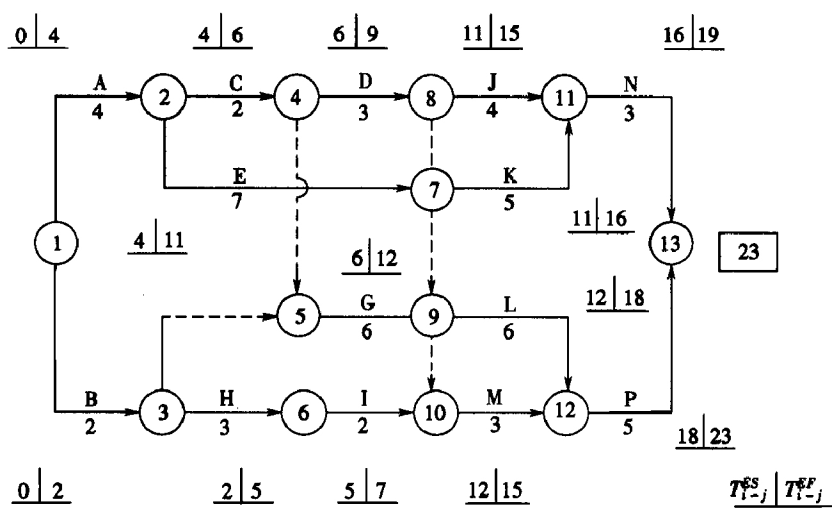 0 4 4 6 6 9 11 15 16 19
A C D J N
2 4 8 11
4 2 3 4 3
E 7 K
7 5
1 4 11 11 16 13 23
6 12
12 18
G L
5 9
6 6
B H I M P
3 6 10 12
2 3 2 3 5
18 23
0 2 2 5 5 7 12 15 T^{ES}_{i-j} T^{EF}_{i-j}